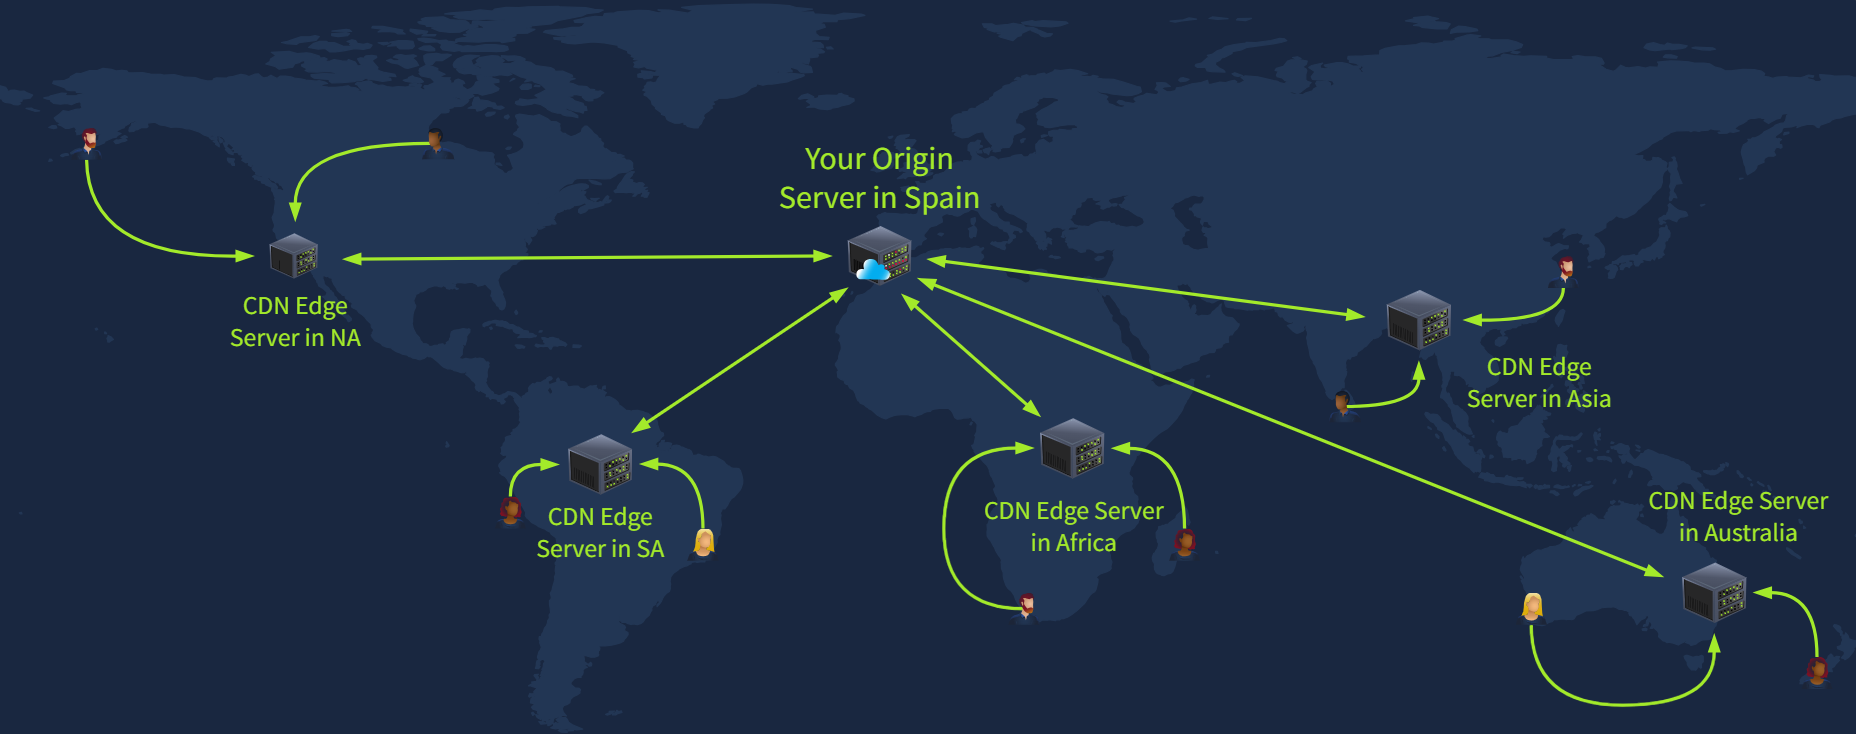 Your Origin
Server in Spain
CDN Edge
Server in NA
CDN Edge
Server in Asia
CDN Edge
Server in SA
CDN Edge Server
in Africa
CDN Edge Server
in Australia